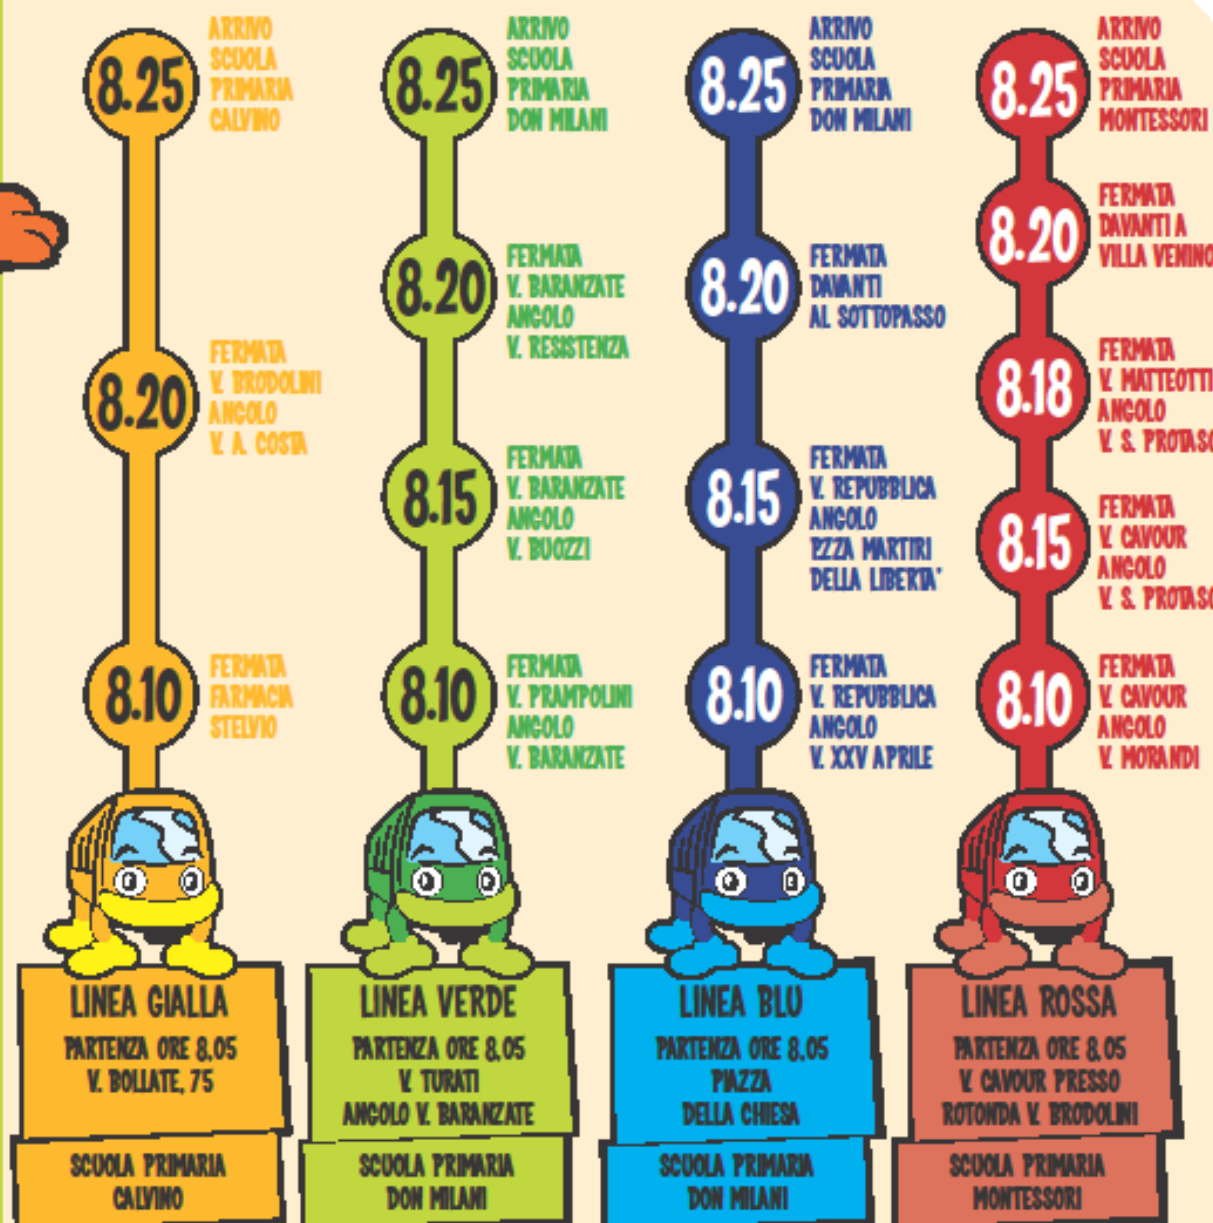 8.25
ARRIVO
SCUOLA
PRIMARIA
CALVINO
8.20
FERMATA
V. BRODOLINI
ANGOLO
V. A. COSTA
8.10
FERMATA
FARMACIA
STELVIO
LINEA GIALLA
PARTENZA ORE 8.05
V. BOLLATE, 75
SCUOLA PRIMARIA
CALVINO
8.25
ARRIVO
SCUOLA
PRIMARIA
DON MILANI
8.20
FERMATA
V. BARANZATE
ANGOLO
V. RESISTENZA
8.15
FERMATA
V. BARANZATE
ANGOLO
V. BUOZZI
8.10
FERMATA
V. PRAMPOLINI
ANGOLO
V. BARANZATE
LINEA VERDE
PARTENZA ORE 8.05
V. TURATI
ANGOLO V. BARANZATE
SCUOLA PRIMARIA
DON MILANI
8.25
ARRIVO
SCUOLA
PRIMARIA
DON MILANI
8.20
FERMATA
DAVANTI
AL SOTTOPASSO
8.15
FERMATA
V. REPUBBLICA
ANGOLO
P.ZZA MARTIRI
DELLA LIBERTA'
8.10
FERMATA
V. REPUBBLICA
ANGOLO
V. XXV APRILE
LINEA BLU
PARTENZA ORE 8.05
PIAZZA
DELLA CHIESA
SCUOLA PRIMARIA
DON MILANI
8.25
ARRIVO
SCUOLA
PRIMARIA
MONTESSORI
8.20
FERMATA
DAVANTI A
VILLA VENINO
8.18
FERMATA
V. MATTEOTTI
ANGOLO
V. S. PROTASO
8.15
FERMATA
V. CAVOUR
ANGOLO
V. S. PROTASO
8.10
FERMATA
V. CAVOUR
ANGOLO
V. MORANDI
LINEA ROSSA
PARTENZA ORE 8.05
V. CAVOUR PRESSO
ROTONDA V. BRODOLINI
SCUOLA PRIMARIA
MONTESSORI